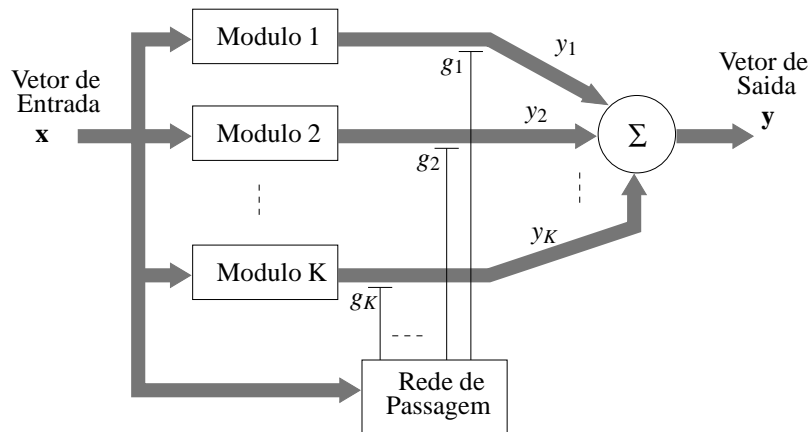 Modulo 1
y1
g1
Vetor de
Entrada
x
Vetor de
Saida
y
Modulo 2
y2
g2
Σ
Modulo K
yK
gK
Rede de
Passagem